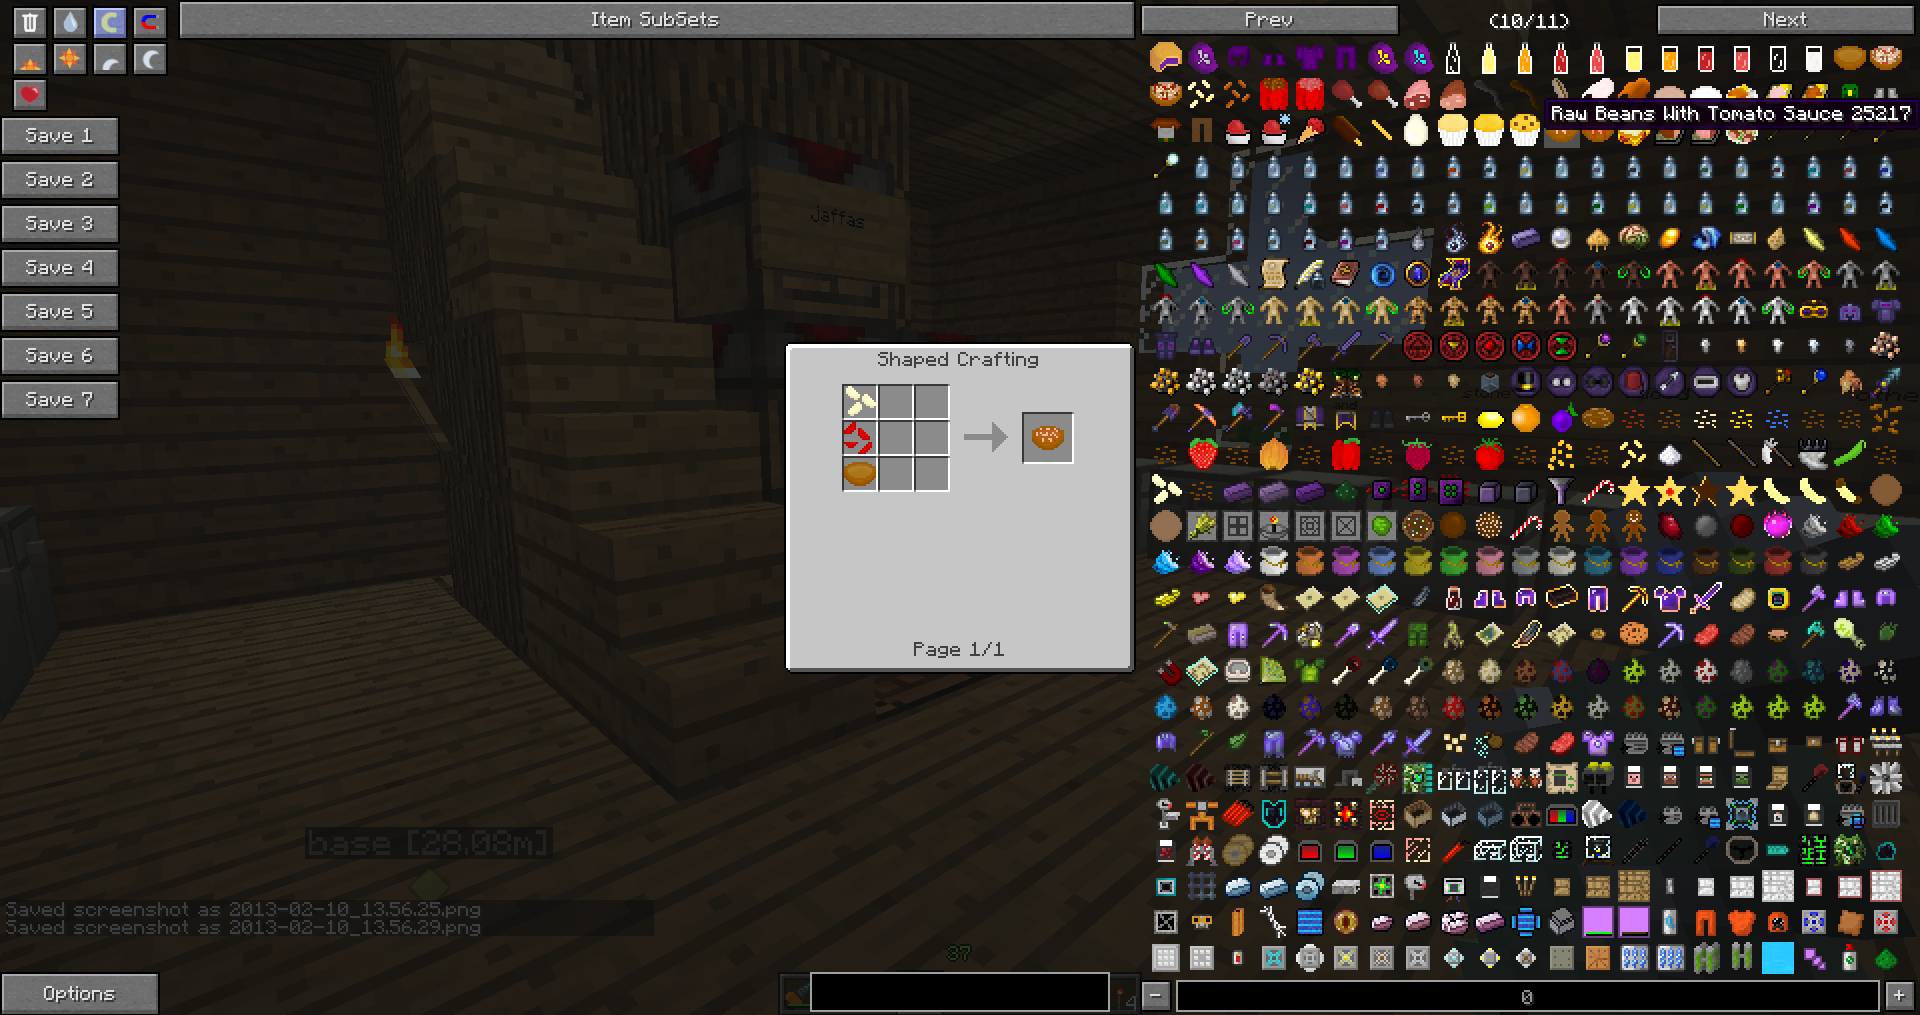 Item SubSets
Prev
(10/11)
Next
Raw Beans With Tomato Sauce 25217
Save 1
Save 2
Save 3
Save 4
Save 5
Save 6
Save 7
Jaffas
Shaped Crafting
Page 1/1
base [28.08m]
Saved screenshot as 2013-02-10_13.56.25.png
Saved screenshot as 2013-02-10_13.56.29.png
37
Options
4
-
0
+